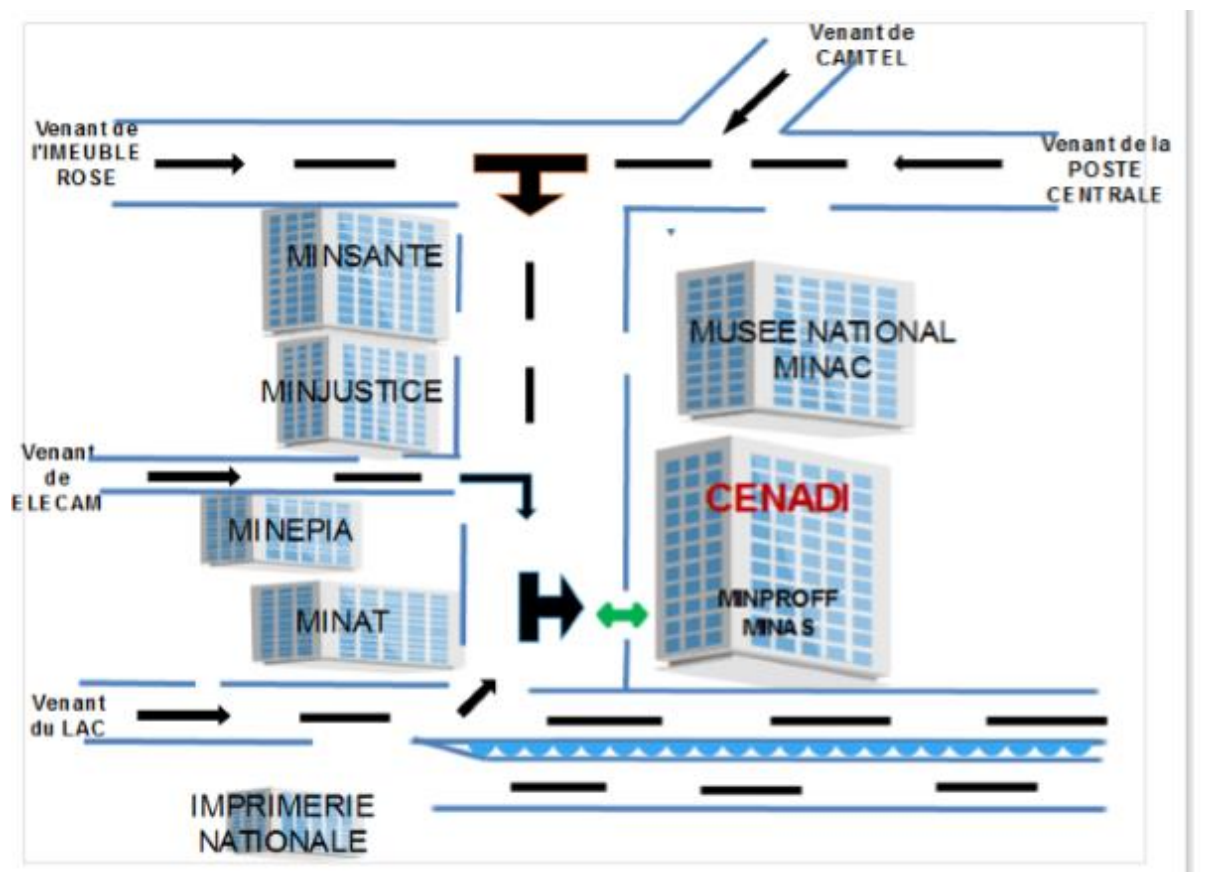 Venant de
CAMTEL
Venant de
l'IMEUBLE
ROSE
Venant de la
POSTE
CENTRALE
MINSANTE
MUSEE NATIONAL
MINAC
MINJUSTICE
Venant
de
ELECAM
CENADI
MINEPIA
MINPROFF
MINAS
MINAT
Venant
du LAC
IMPRIMERIE
NATIONALE